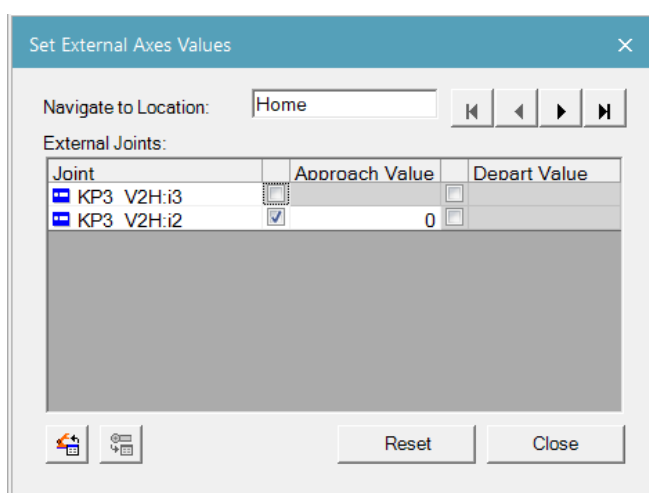 Set External Axes Values
Navigate to Location: Home
External Joints:
Joint Approach Value Depart Value
KP3 V2H:i3
KP3 V2H:i2 0
Reset Close